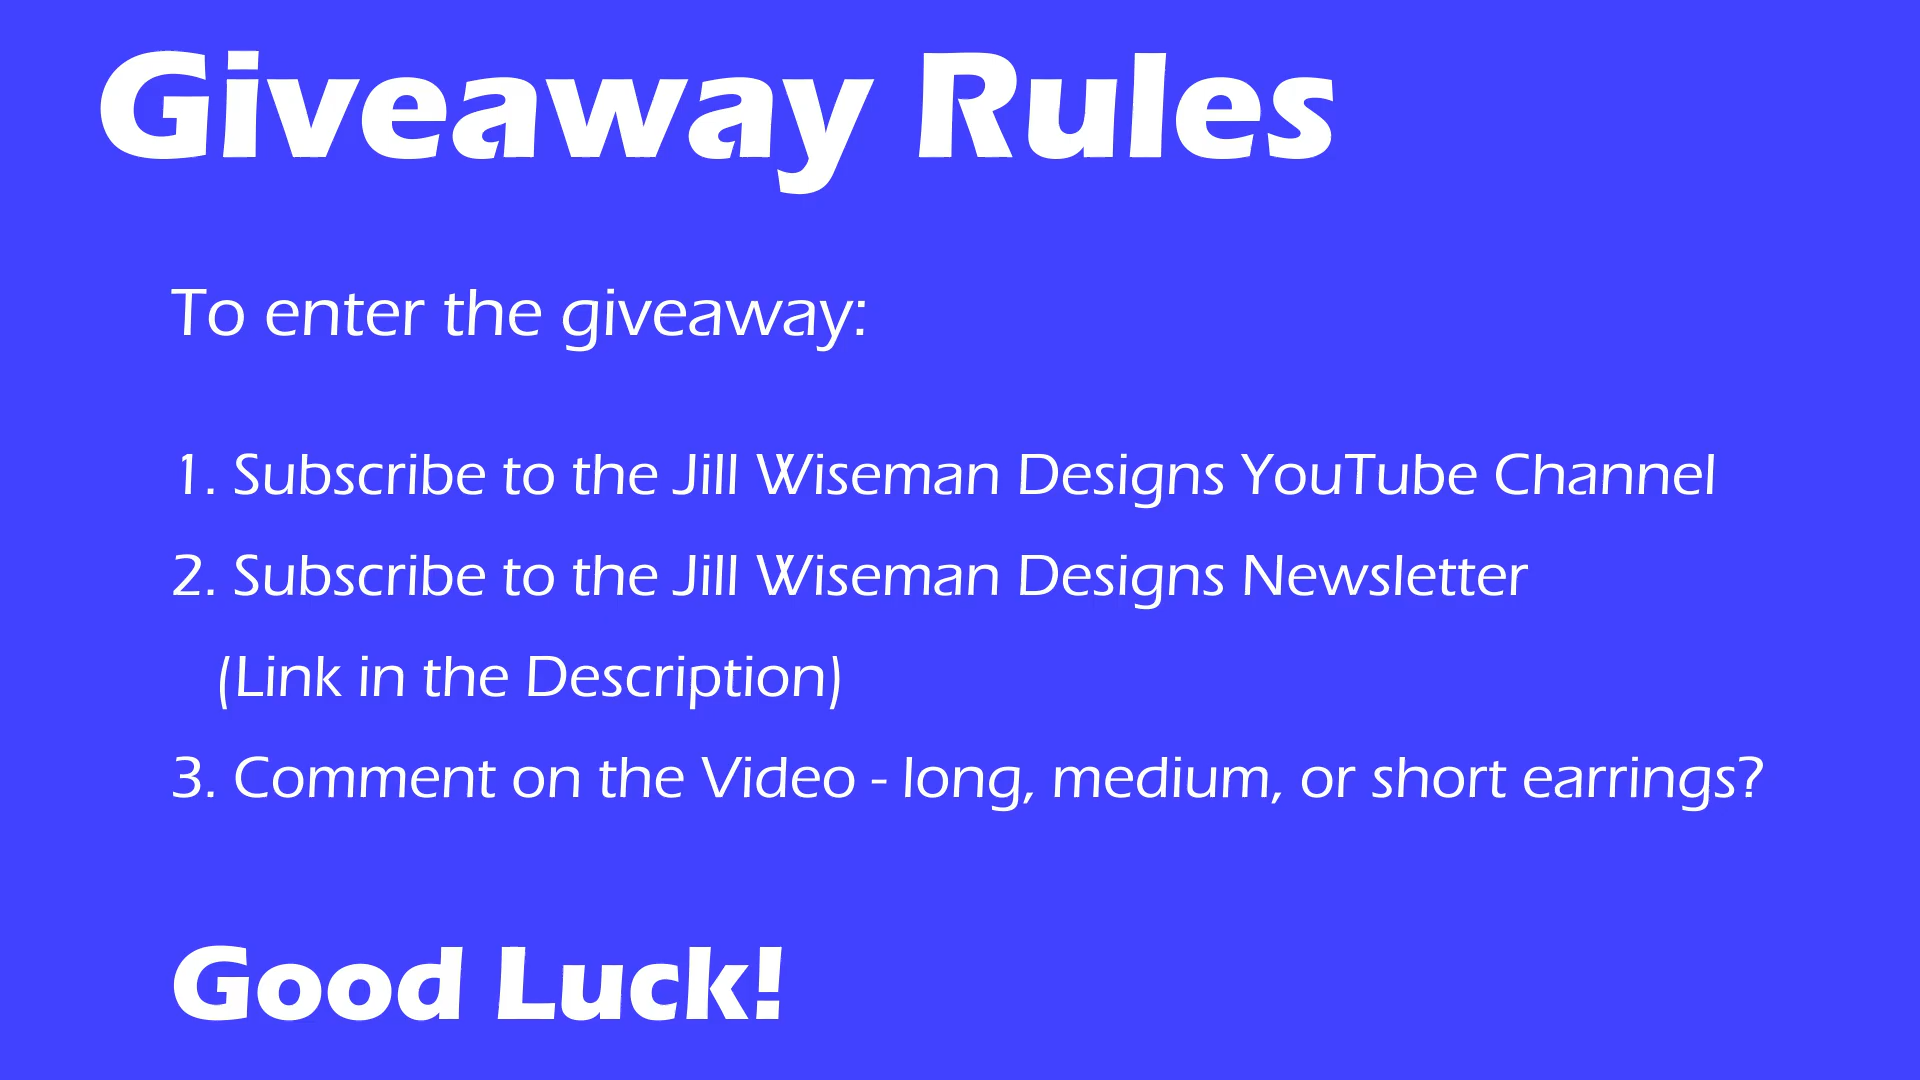 Giveaway Rules
To enter the giveaway:
1. Subscribe to the Jill Wiseman Designs YouTube Channel
2. Subscribe to the Jill Wiseman Designs Newsletter
(Link in the Description)
3. Comment on the Video - long, medium, or short earrings?
Good Luck!